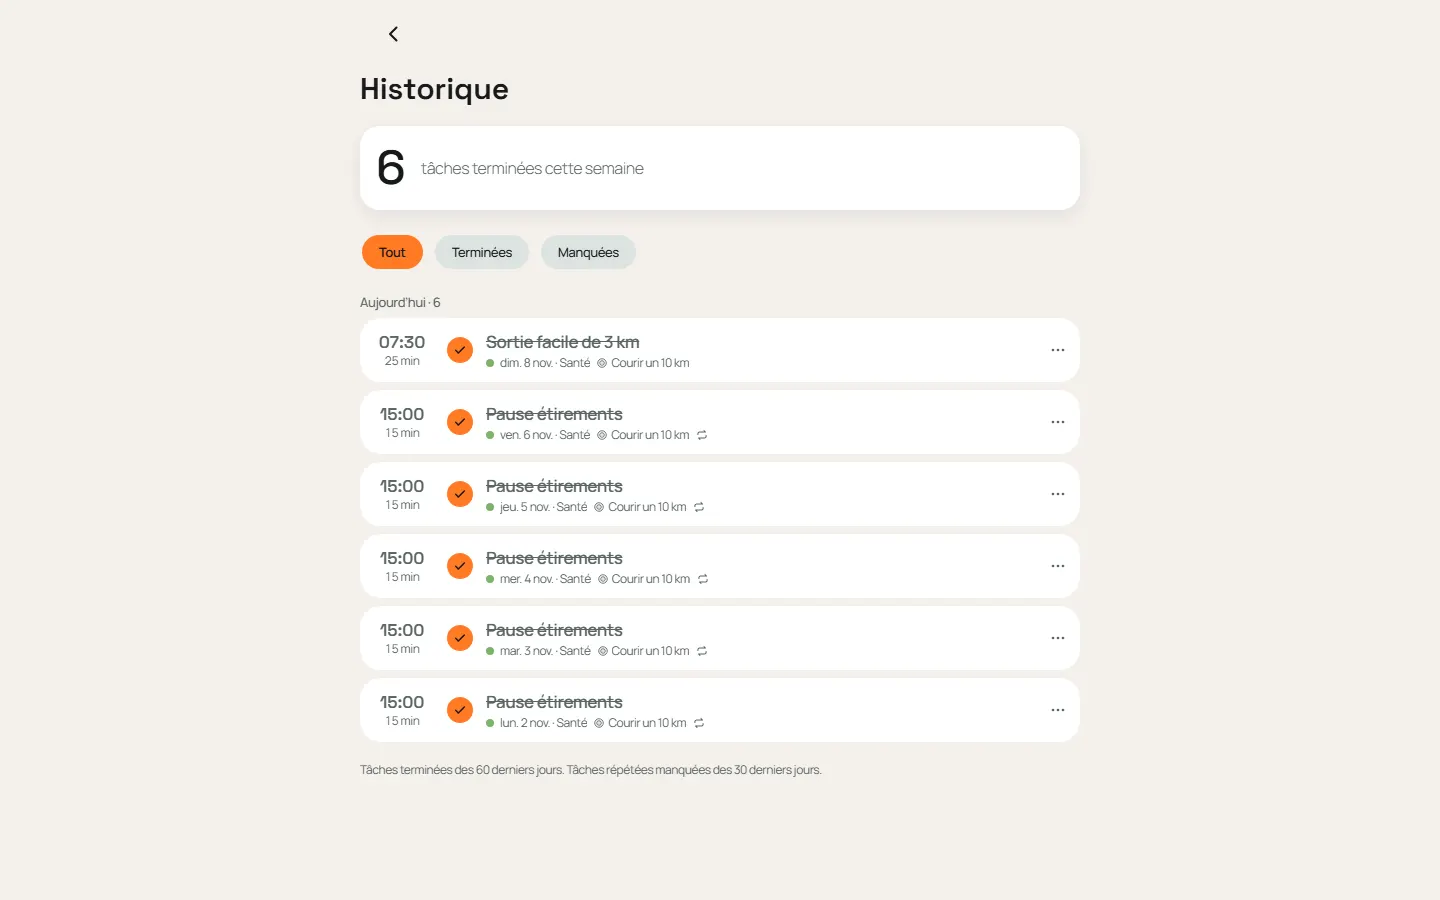 Historique
6 tâches terminées cette semaine
Tout Terminées Manquées
Aujourd'hui · 6
07:30 Sortie facile de 3 km
25 min dim. 8 nov. · Santé Courir un 10 km
15:00 Pause étirements
15 min ven. 6 nov. · Santé Courir un 10 km
15:00 Pause étirements
15 min jeu. 5 nov. · Santé Courir un 10 km
15:00 Pause étirements
15 min mer. 4 nov. · Santé Courir un 10 km
15:00 Pause étirements
15 min mar. 3 nov. · Santé Courir un 10 km
15:00 Pause étirements
15 min lun. 2 nov. · Santé Courir un 10 km
Tâches terminées des 60 derniers jours. Tâches répétées manquées des 30 derniers jours.